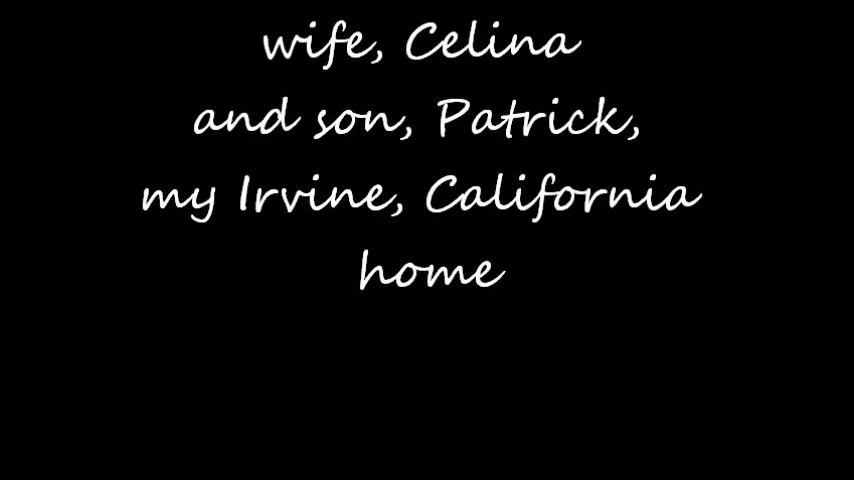 wife, Celina
and son, Patrick,
my Irvine, California
home